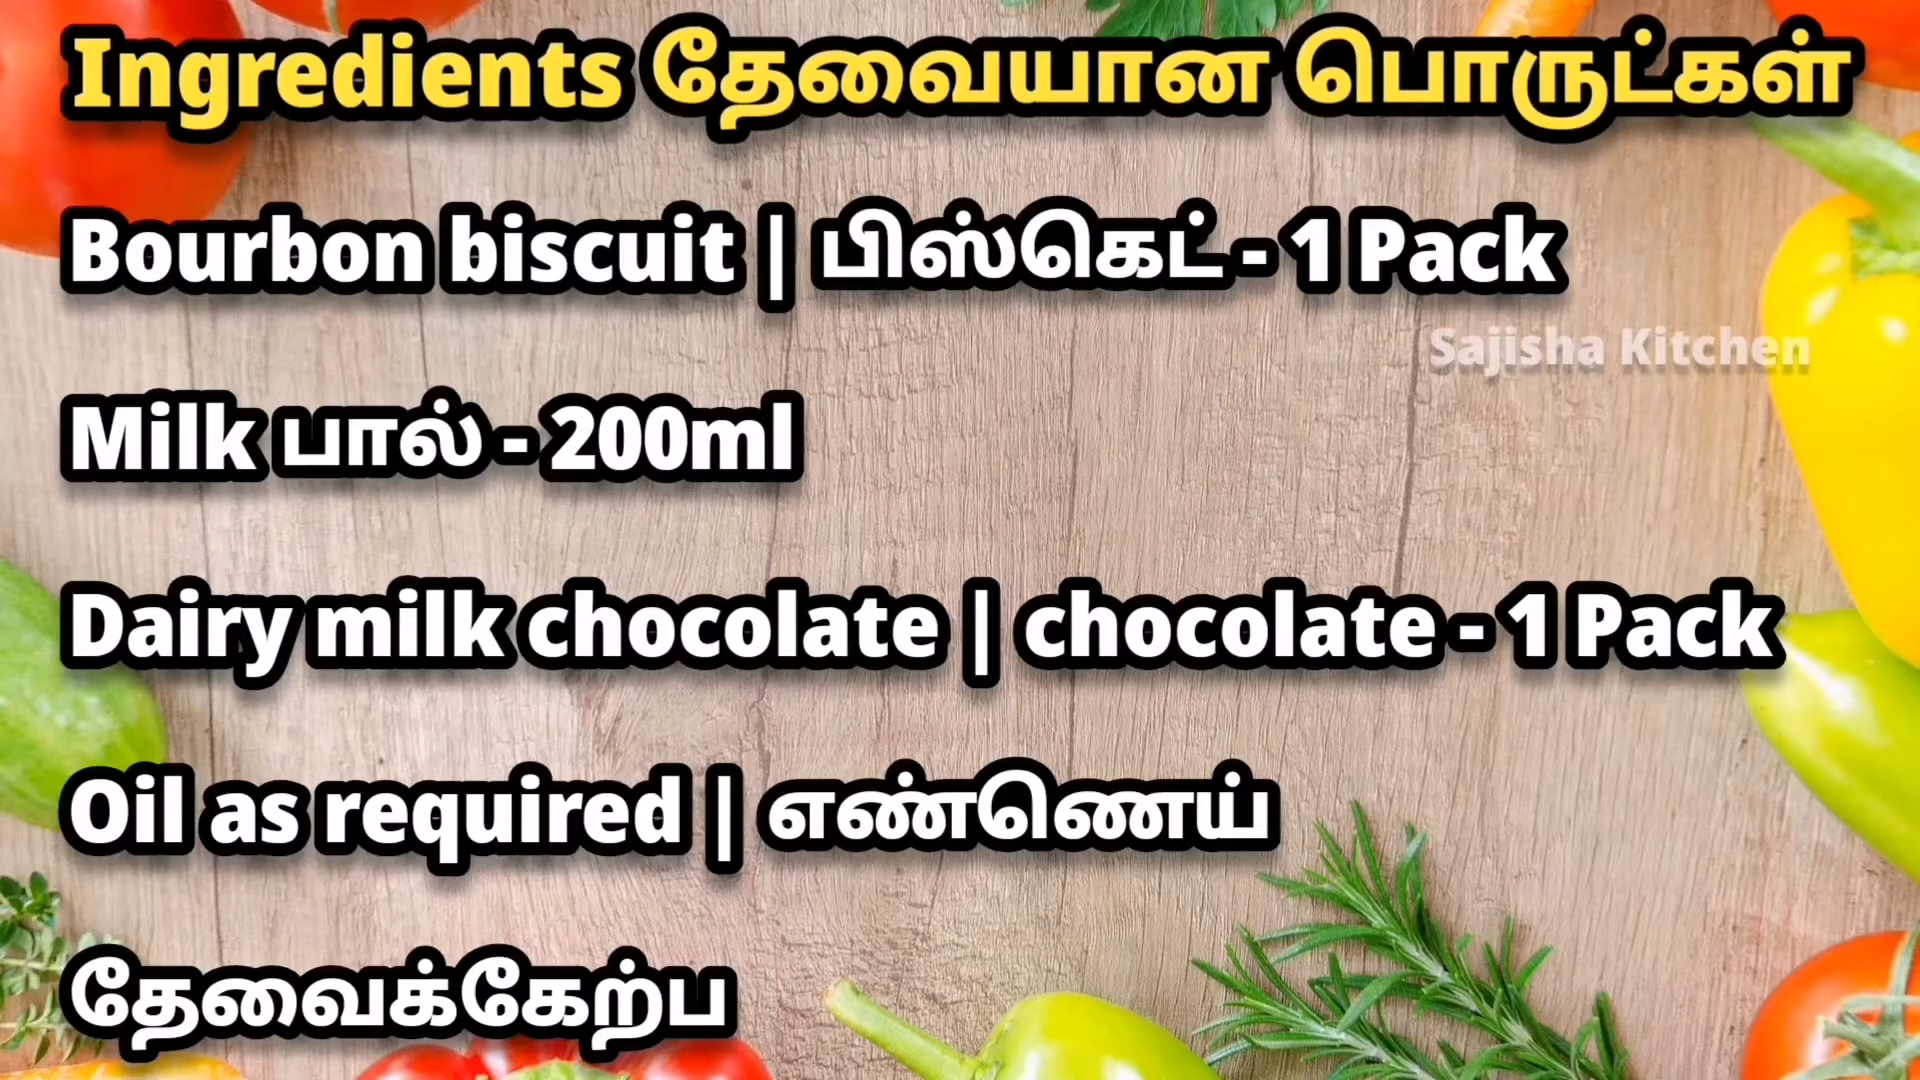 Ingredients தேவையான பொருட்கள்
Bourbon biscuit | பிஸ்கெட் - 1 Pack
Sajisha Kitchen
Milk பால் - 200ml
Dairy milk chocolate | chocolate - 1 Pack
Oil as required | எண்ணெய்
தேவைக்கேற்ப